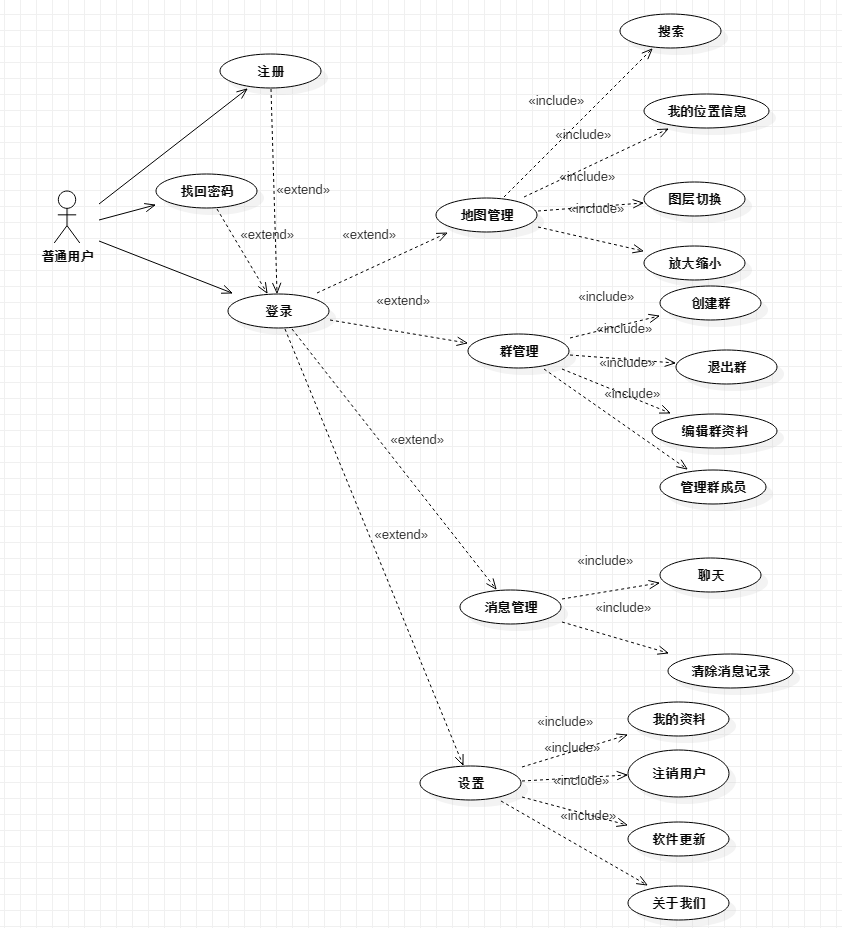 搜索
注册
«include»
我的位置信息
«include»
«include»
找回密码
«extend»
图层切换
地图管理
«include»
«extend»
«extend»
普通用户
放大缩小
«include»
创建群
«extend»
登录
«include»
群管理
«include»
退出群
«include»
编辑群资料
«extend»
管理群成员
«extend»
«include»
聊天
消息管理
«include»
清除消息记录
«include»
我的资料
«include»
注销用户
设置
«include»
«include»
软件更新
关于我们